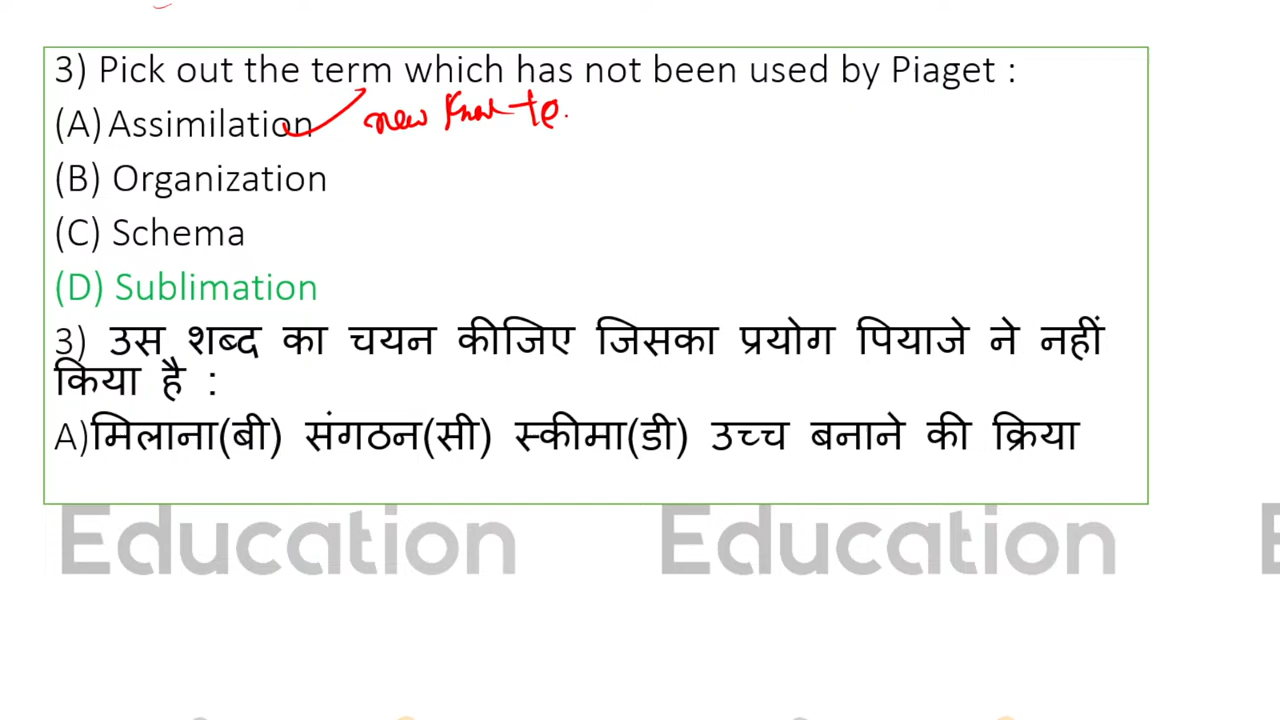 3) Pick out the term which has not been used by Piaget :
(A) Assimilation
new
(B) Organization
(C) Schema
(D) Sublimation
3) उस शब्द का चयन कीजिए जिसका प्रयोग पियाजे ने नहीं
किया है :
A)मिलाना(बी) संगठन(सी) स्कीमा(डी) उच्च बनाने की क्रिया
Education Education E